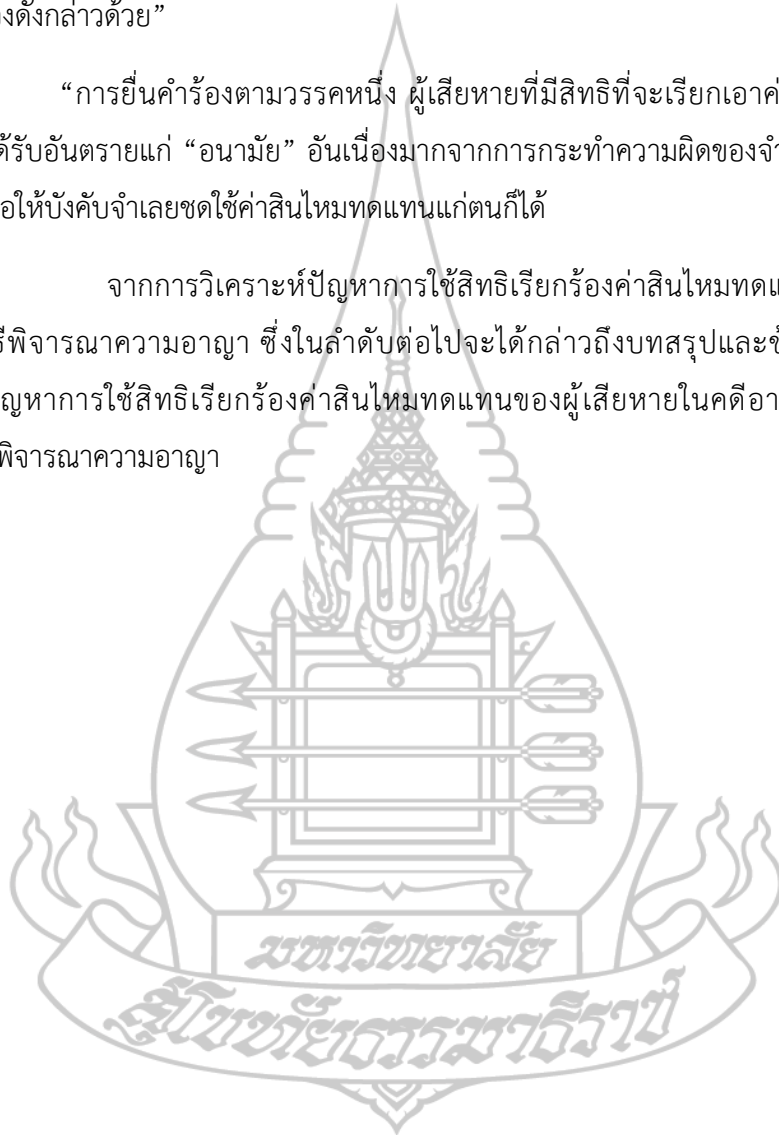 องดังกล่าวด้วย”
“การยื่นคำร้องตามวรรคหนึ่ง ผู้เสียหายที่มีสิทธิที่จะเรียกเอาค่
ด้รับอันตรายแก่ “อนามัย” อันเนื่องมากจากการกระทำความผิดของจำ
อให้บังคับจำเลยชดใช้ค่าสินไหมทดแทนแก่ตนก็ได้
จากการวิเคราะห์ปัญหาการใช้สิทธิเรียกร้องค่าสินไหมทดแ
ธีพิจารณาความอาญา ซึ่งในลำดับต่อไปจะได้กล่าวถึงบทสรุปและข้
ัญหาการใช้สิทธิเรียกร้องค่าสินไหมทดแทนของผู้เสียหายในคดีอา
พิจารณาความอาญา
มหาวิทยาลัย
สุโขทัยธรรมาธิราช